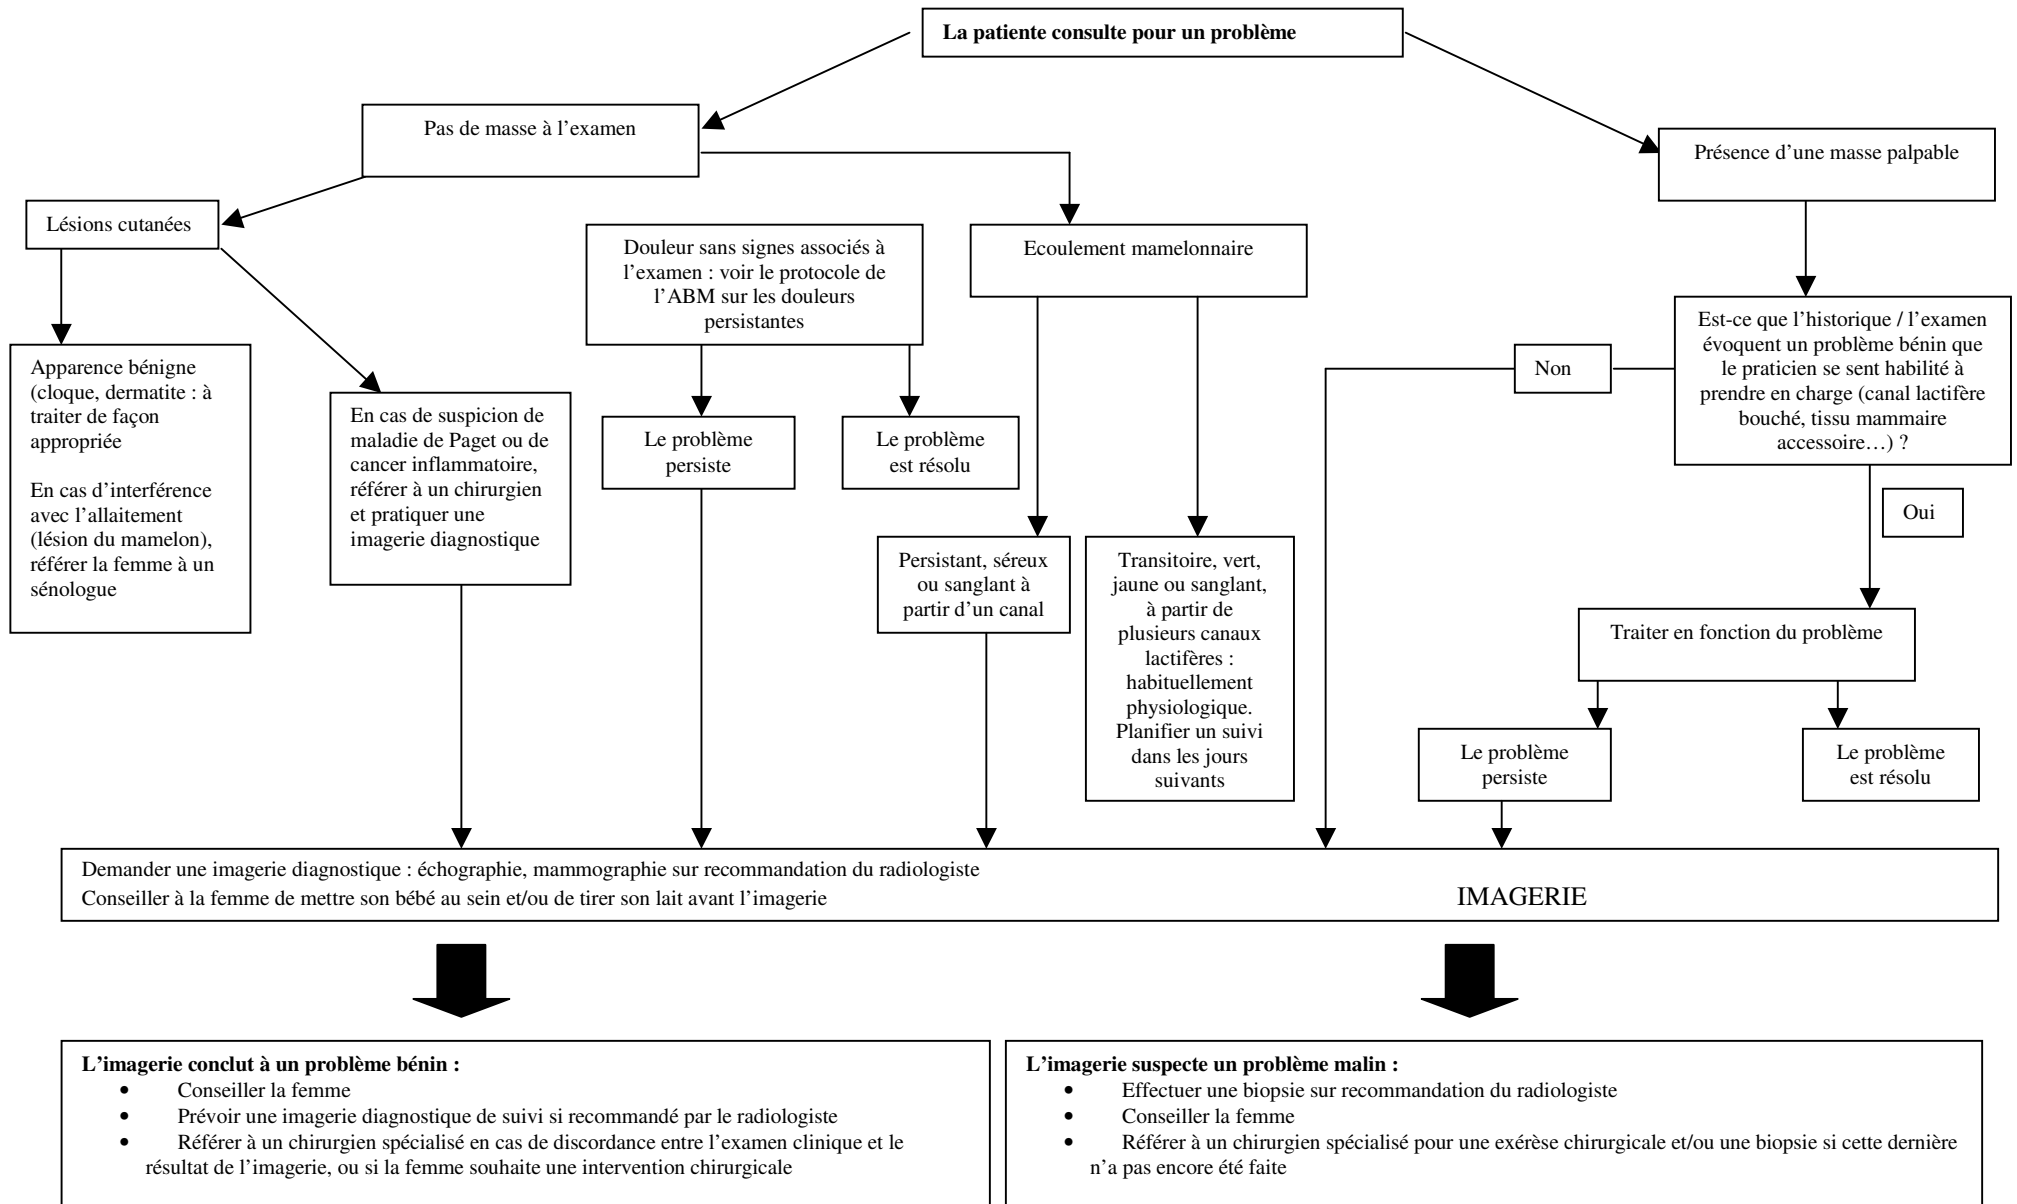 La patiente consulte pour un problème
Pas de masse à l’examen
Présence d’une masse palpable
Lésions cutanées
Douleur sans signes associés à
l’examen : voir le protocole de
l’ABM sur les douleurs
persistantes
Ecoulement mamelonnaire
Est-ce que l’historique / l’examen
évoquent un problème bénin que
le praticien se sent habilité à
prendre en charge (canal lactifère
bouché, tissu mammaire
accessoire…) ?
Non
Oui
Apparence bénigne
(cloque, dermatite : à
traiter de façon
appropriée
En cas d’interférence
avec l’allaitement
(lésion du mamelon),
référer la femme à un
sénologue
En cas de suspicion de
maladie de Paget ou de
cancer inflammatoire,
référer à un chirurgien
et pratiquer une
imagerie diagnostique
Le problème
persiste
Le problème
est résolu
Persistant, séreux
ou sanglant à
partir d’un canal
Transitoire, vert,
jaune ou sanglant,
à partir de
plusieurs canaux
lactifères :
habituellement
physiologique.
Planifier un suivi
dans les jours
suivants
Traiter en fonction du problème
Le problème
persiste
Le problème
est résolu
Demander une imagerie diagnostique : échographie, mammographie sur recommandation du radiologiste
Conseiller à la femme de mettre son bébé au sein et/ou de tirer son lait avant l’imagerie
IMAGERIE
L’imagerie conclut à un problème bénin :
• Conseiller la femme
• Prévoir une imagerie diagnostique de suivi si recommandé par le radiologiste
• Référer à un chirurgien spécialisé en cas de discordance entre l’examen clinique et le
résultat de l’imagerie, ou si la femme souhaite une intervention chirurgicale
L’imagerie suspecte un problème malin :
• Effectuer une biopsie sur recommandation du radiologiste
• Conseiller la femme
• Référer à un chirurgien spécialisé pour une exérèse chirurgicale et/ou une biopsie si cette dernière
n’a pas encore été faite